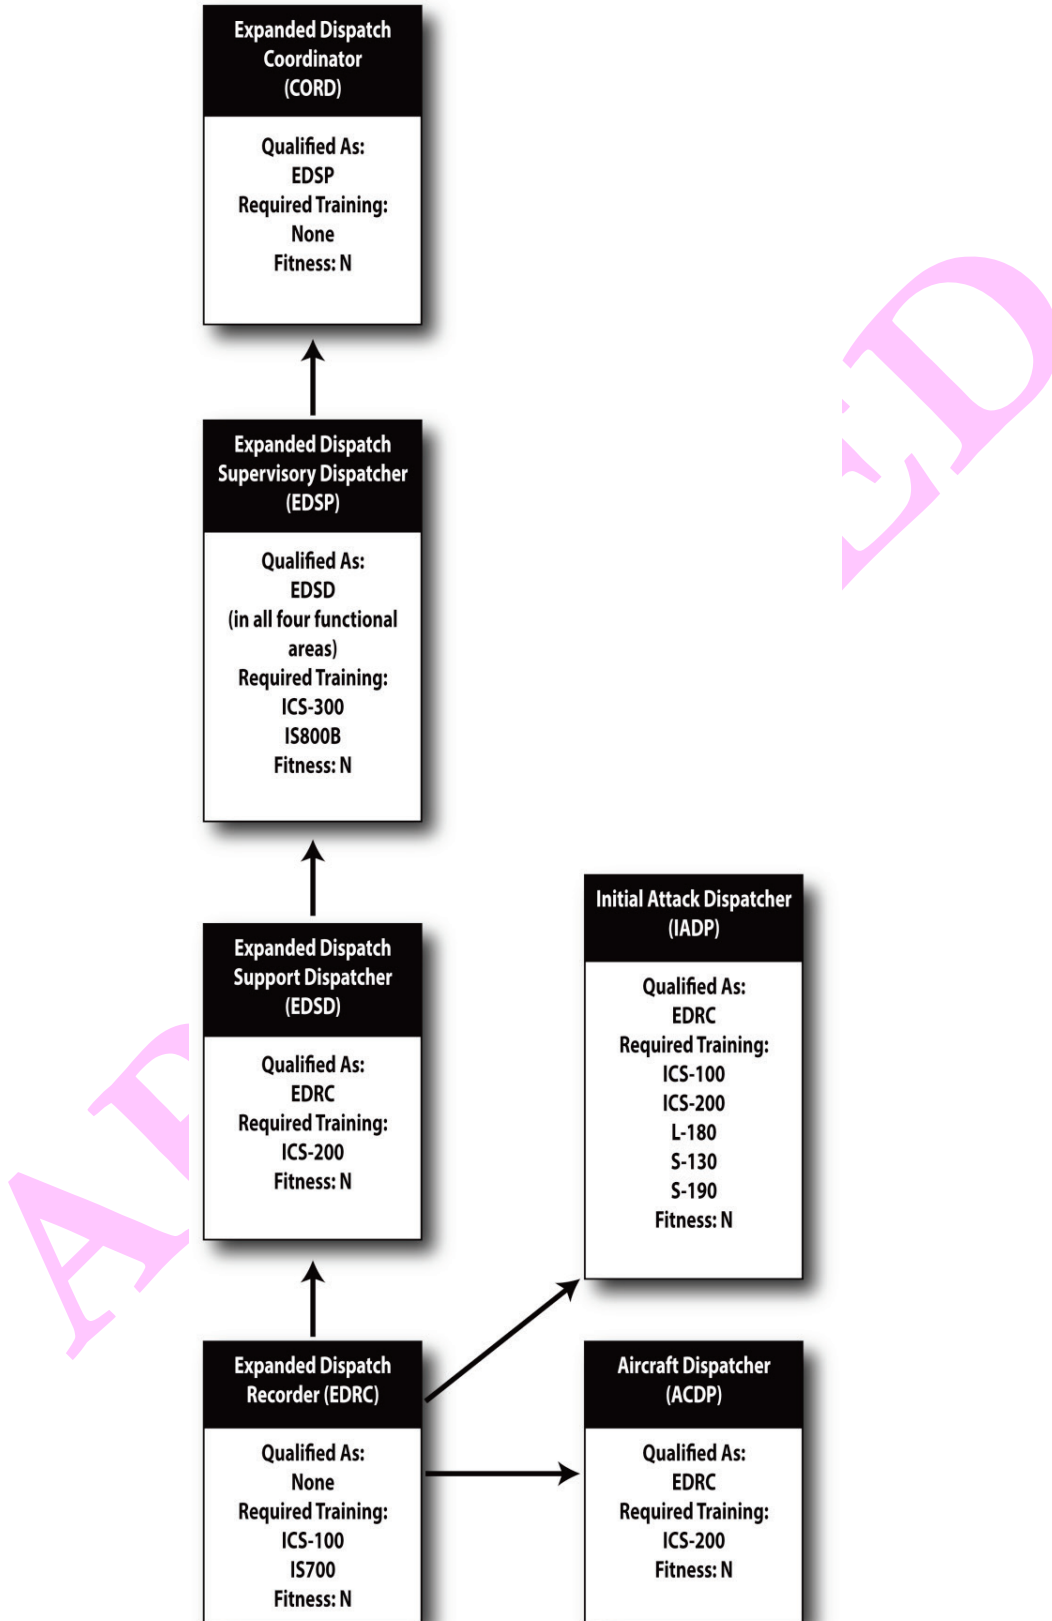 Expanded Dispatch
Coordinator
(CORD)
Qualified As:
EDSP
Required Training:
None
Fitness: N
Expanded Dispatch
Supervisory Dispatcher
(EDSP)
Qualified As:
EDSD
(in all four functional
areas)
Required Training:
ICS-300
IS800B
Fitness: N
Expanded Dispatch
Support Dispatcher
(EDSD)
Qualified As:
EDRC
Required Training:
ICS-200
Fitness: N
Initial Attack Dispatcher
(IADP)
Qualified As:
EDRC
Required Training:
ICS-100
ICS-200
L-180
S-130
S-190
Fitness: N
Expanded Dispatch
Recorder (EDRC)
Qualified As:
None
Required Training:
ICS-100
IS700
Fitness: N
Aircraft Dispatcher
(ACDP)
Qualified As:
EDRC
Required Training:
ICS-200
Fitness: N